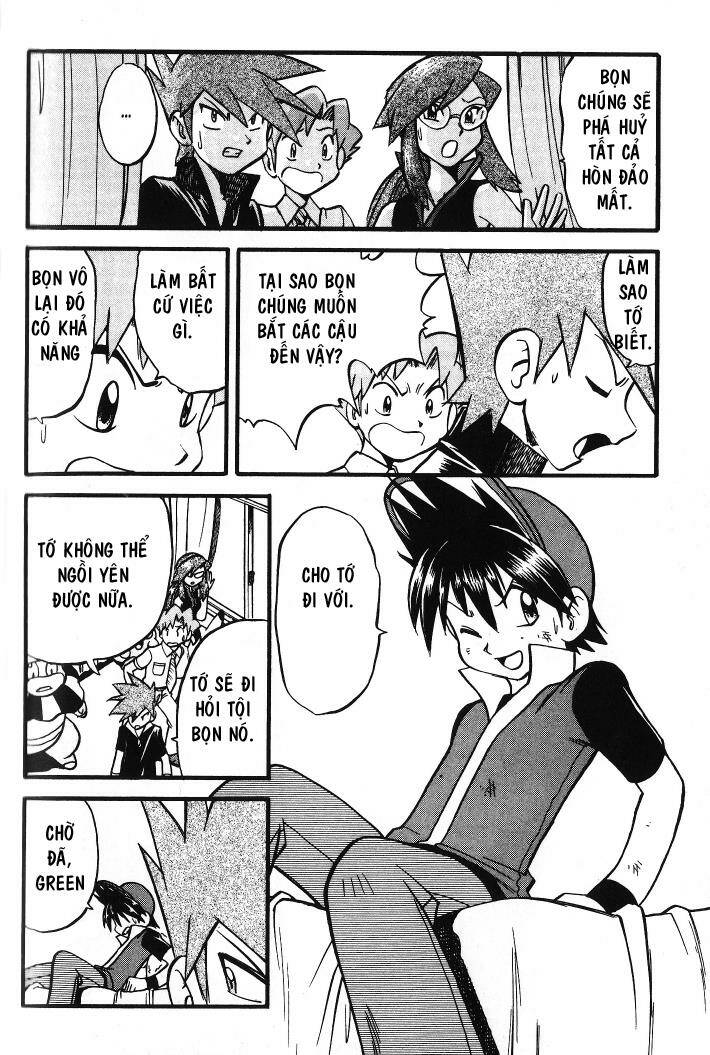 BỌN
CHÚNG SẼ
PHÁ HUỶ
TẤT CẢ
HÒN ĐẢO
MẤT.
...
LÀM
SAO
TỚ
BIẾT.
TẠI SAO BỌN
CHÚNG MUỐN
BẮT CÁC CẬU
ĐẾN VẬY?
BỌN VÔ
LẠI ĐÓ
CÓ KHẢ
NĂNG
LÀM BẤT
CỨ VIỆC
GÌ.
TỚ KHÔNG THỂ
NGỒI YÊN
ĐƯỢC NỮA.
TỚ SẼ ĐI
HỎI TỘI
BỌN NÓ.
CHỜ
ĐÃ,
GREEN
CHO TỚ
ĐI VỚI.